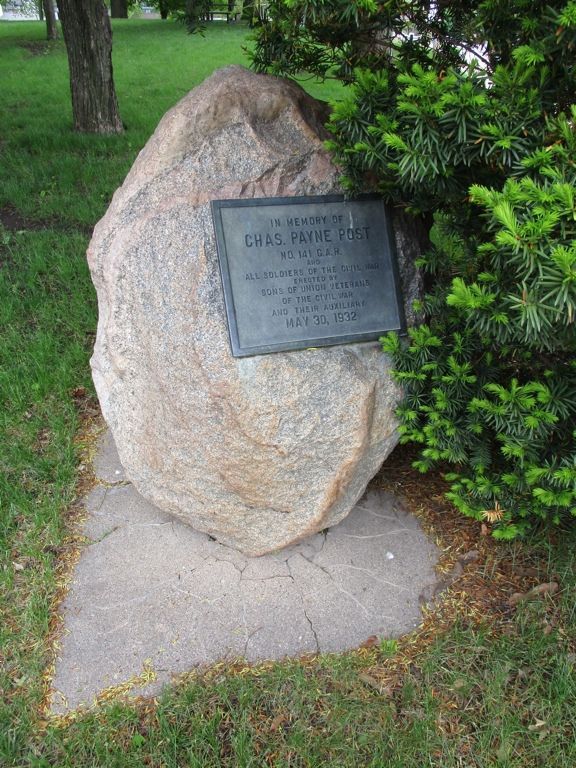 IN MEMORY OF
CHAS. PAYNE POST
NO. 141 G.A.R.
AND
ALL SOLDIERS OF THE CIVIL WAR
ERECTED BY
SONS OF UNION VETERANS
OF THE CIVIL WAR
AND THEIR AUXILIARY
MAY 30, 1932